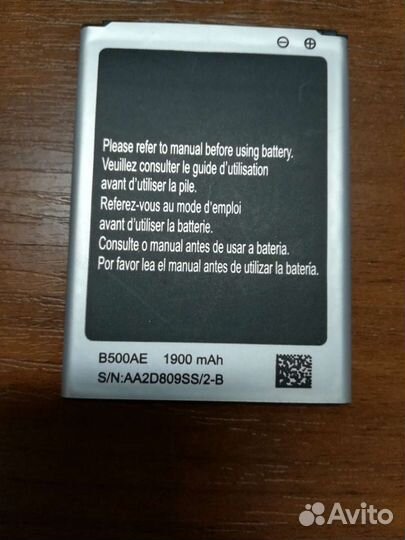 Please refer to manual before using battery.
Veuillez consulter le guide d'utilisation
avant d'utiliser la pile.
Referez-vous au mode d'emploi
avant d'utiliser la batterie.
Consulte o manual antes de usar a bateria.
Por favor lea el manual antes de utilizar la batería.
B500AE 1900 mAh
S/N:AA2D809SS/2-B
Avito